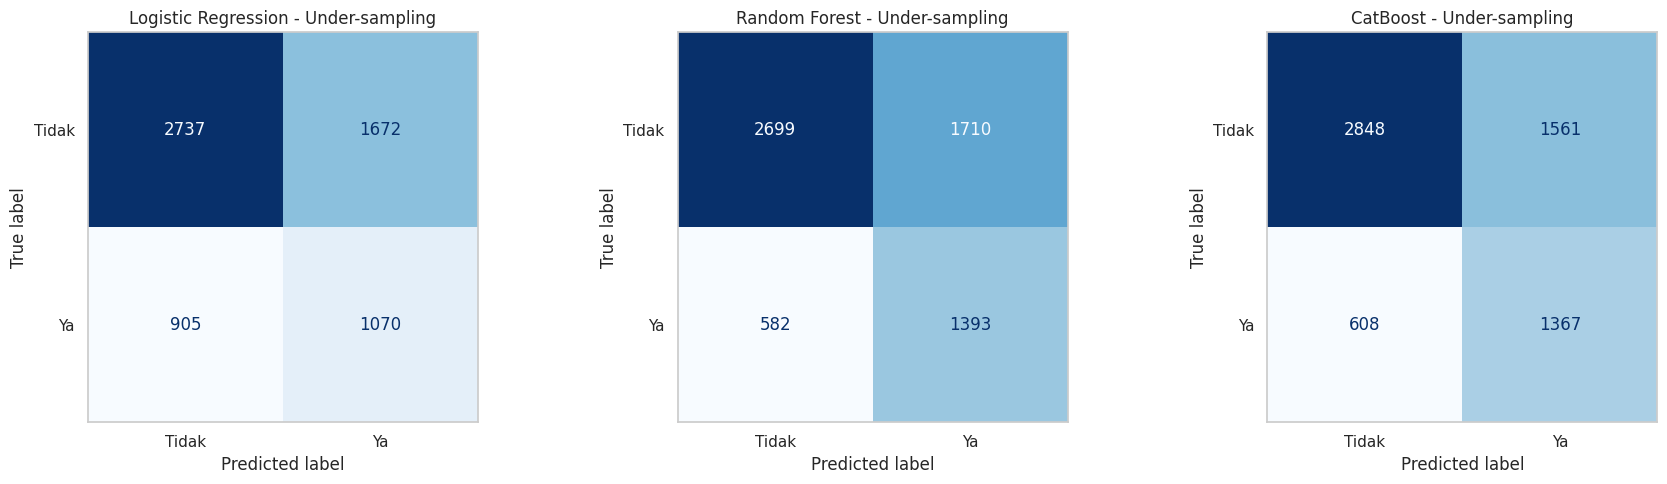 Logistic Regression - Under-sampling
True label
Tidak
2737
1672
Ya
905
1070
Tidak
Ya
Predicted label
Random Forest - Under-sampling
True label
Tidak
2699
1710
Ya
582
1393
Tidak
Ya
Predicted label
CatBoost - Under-sampling
True label
Tidak
2848
1561
Ya
608
1367
Tidak
Ya
Predicted label